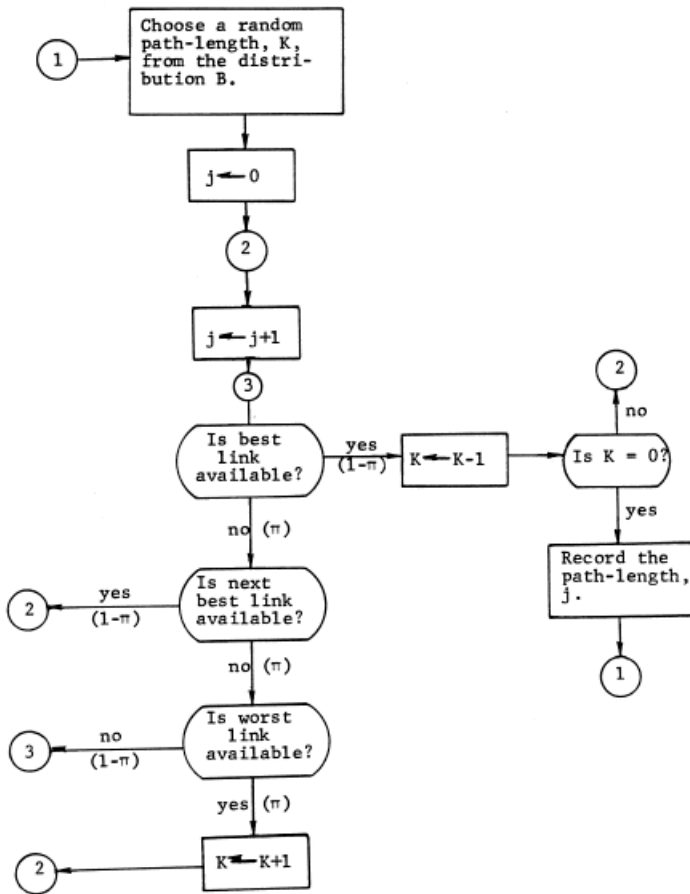 Choose a random
path-length, K,
from the distri-
bution B.
1
j ← 0
2
j ← j+1
3
2
no
Is best
link
available?
yes
(1-π)
K ← K-1
Is K = 0?
yes
no (π)
Record the
path-length,
j.
Is next
best link
available?
yes
(1-π)
2
no (π)
1
Is worst
link
available?
no
(1-π)
3
yes (π)
K ← K+1
2